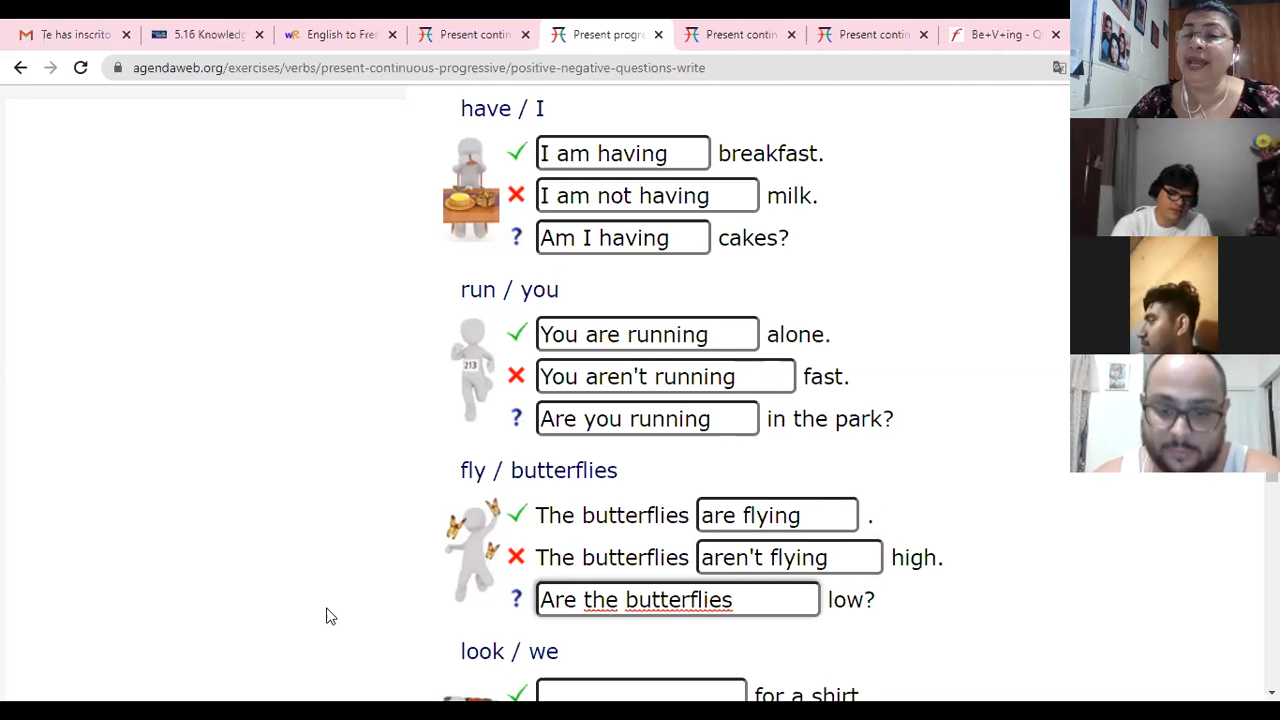 Te has inscrito
5.16 Knowledg
wR English to Fren
Present contin
Present progre
Present contin
Present contin
Be+V+ing - Q
agendaweb.org/exercises/verbs/present-continuous-progressive/positive-negative-questions-write
have / I
I am having breakfast.
I am not having milk.
? Am I having cakes?
run / you
213
You are running alone.
You aren't running fast.
? Are you running in the park?
fly / butterflies
The butterflies are flying .
The butterflies aren't flying high.
? Are the butterflies low?
look / we
for a shirt